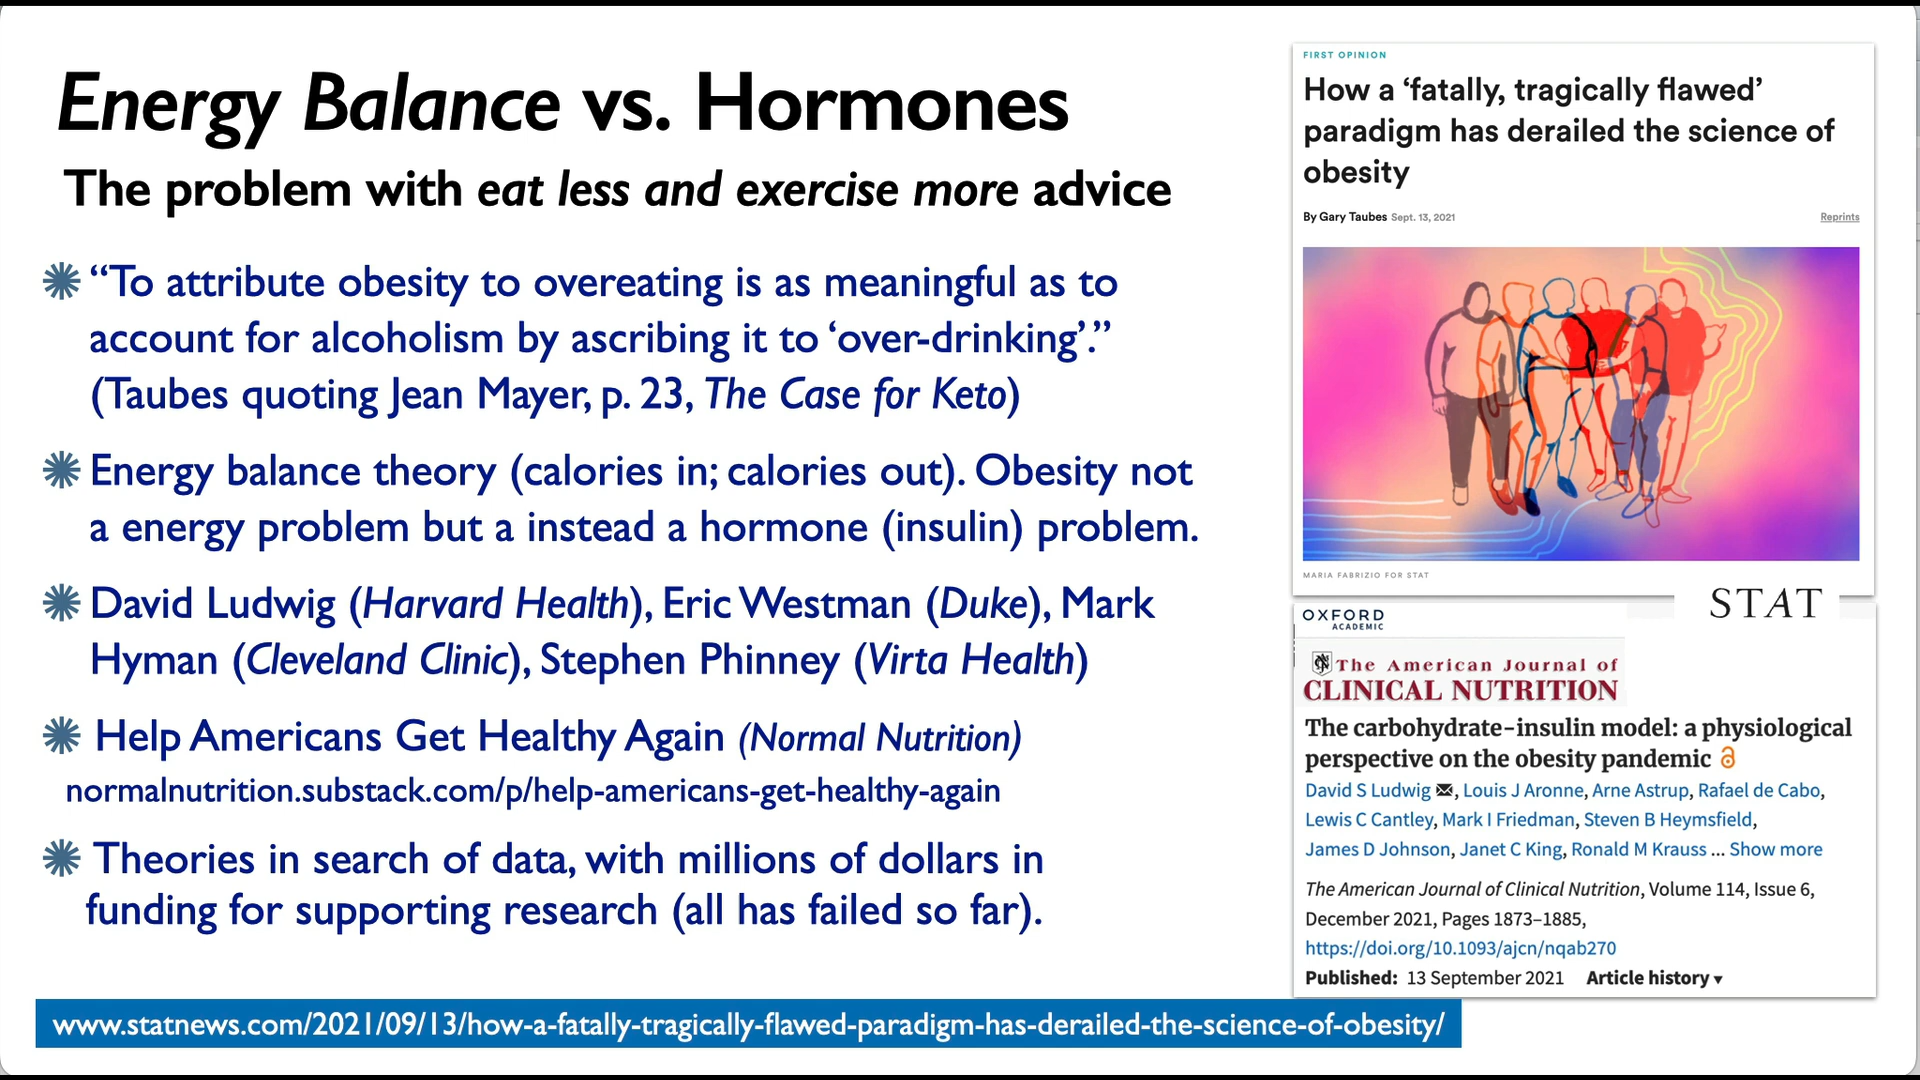 Energy Balance vs. Hormones
The problem with eat less and exercise more advice
“To attribute obesity to overeating is as meaningful as to
account for alcoholism by ascribing it to ‘over-drinking’.”
(Taubes quoting Jean Mayer, p. 23, The Case for Keto)
Energy balance theory (calories in; calories out). Obesity not
a energy problem but a instead a hormone (insulin) problem.
David Ludwig (Harvard Health), Eric Westman (Duke), Mark
Hyman (Cleveland Clinic), Stephen Phinney (Virta Health)
Help Americans Get Healthy Again (Normal Nutrition)
normalnutrition.substack.com/p/help-americans-get-healthy-again
Theories in search of data, with millions of dollars in
funding for supporting research (all has failed so far).
www.statnews.com/2021/09/13/how-a-fatally-tragically-flawed-paradigm-has-derailed-the-science-of-obesity/
FIRST OPINION
How a ‘fatally, tragically flawed’
paradigm has derailed the science of
obesity
By Gary Taubes Sept. 13, 2021
Reprints
MARIA FABRIZIO FOR STAT
STAT
OXFORD
ACADEMIC
The American Journal of
CLINICAL NUTRITION
The carbohydrate-insulin model: a physiological
perspective on the obesity pandemic
David S Ludwig, Louis J Aronne, Arne Astrup, Rafael de Cabo,
Lewis C Cantley, Mark I Friedman, Steven B Heymsfield,
James D Johnson, Janet C King, Ronald M Krauss ... Show more
The American Journal of Clinical Nutrition, Volume 114, Issue 6,
December 2021, Pages 1873–1885,
https://doi.org/10.1093/ajcn/nqab270
Published: 13 September 2021 Article history ▾